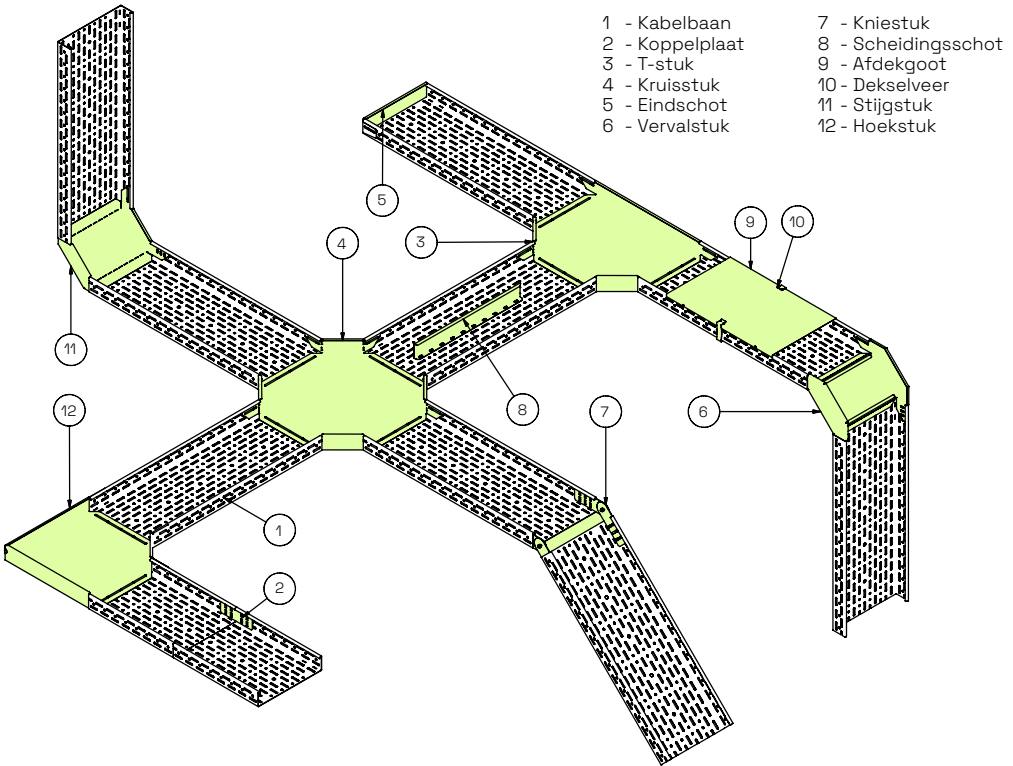 1 - Kabelbaan
2 - Koppelplaat
3 - T-stuk
4 - Kruisstuk
5 - Eindschot
6 - Vervalstuk
7 - Kniestuk
8 - Scheidingsschot
9 - Afdekgoot
10 - Dekselveer
11 - Stijgstuk
12 - Hoekstuk
5
9
10
4
3
11
12
8
7
6
1
2